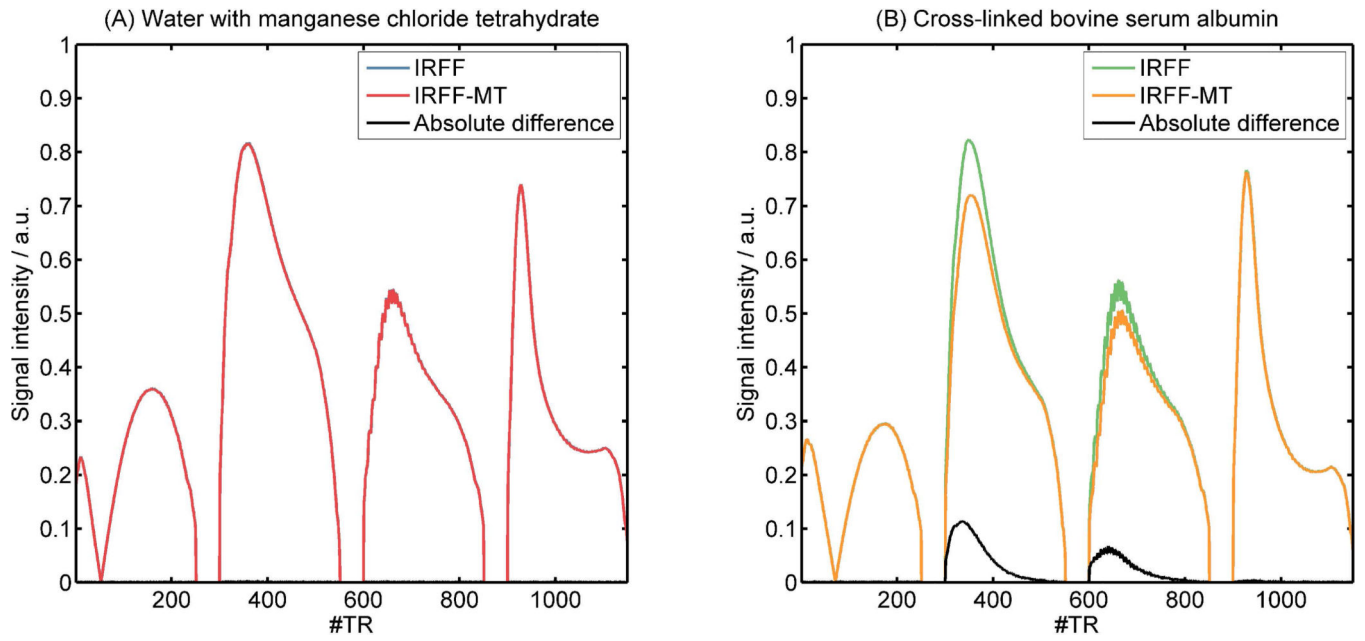 (A) Water with manganese chloride tetrahydrate
1
0.9
0.8
0.7
0.6
0.5
0.4
0.3
0.2
0.1
0
Signal intensity / a.u.
IRFF
IRFF-MT
Absolute difference
200 400 600 800 1000
#TR
(B) Cross-linked bovine serum albumin
1
0.9
0.8
0.7
0.6
0.5
0.4
0.3
0.2
0.1
0
Signal intensity / a.u.
IRFF
IRFF-MT
Absolute difference
200 400 600 800 1000
#TR